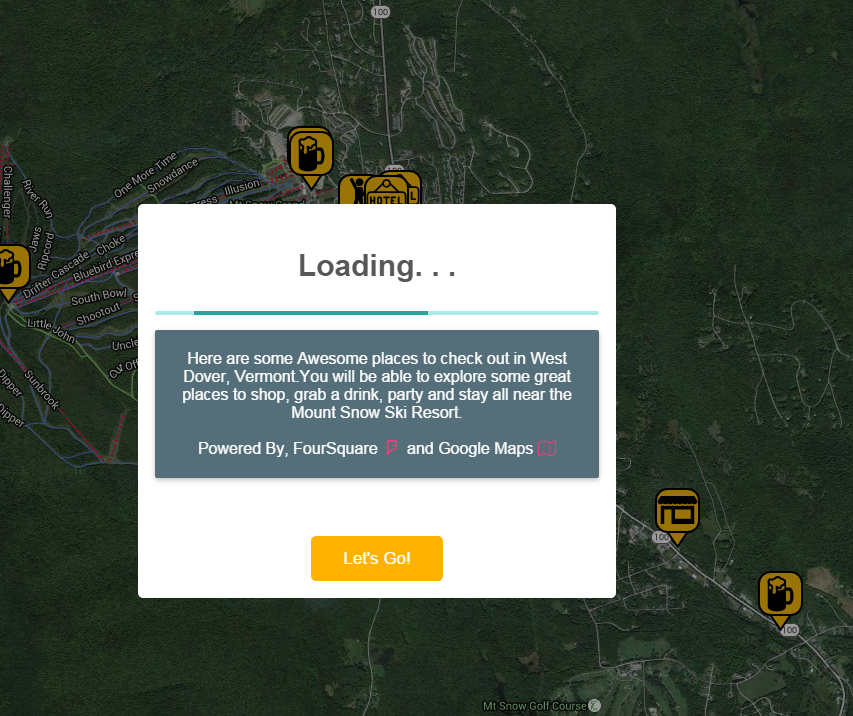 100
One More Time
Snowdance
Illusion
Challenger
River Run
Jaws
Ripcord
Choke
Drifter Cascade
Bluebird Expre
South Bowl
Shootout
Little John
Uncle
Sunbrook
Dipper
Dipper
HOTEL
L
Loading. . .
Here are some Awesome places to check out in West
Dover, Vermont.You will be able to explore some great
places to shop, grab a drink, party and stay all near the
Mount Snow Ski Resort.
Powered By, FourSquare and Google Maps
Let's Go!
100
100
Mt Snow Golf Course